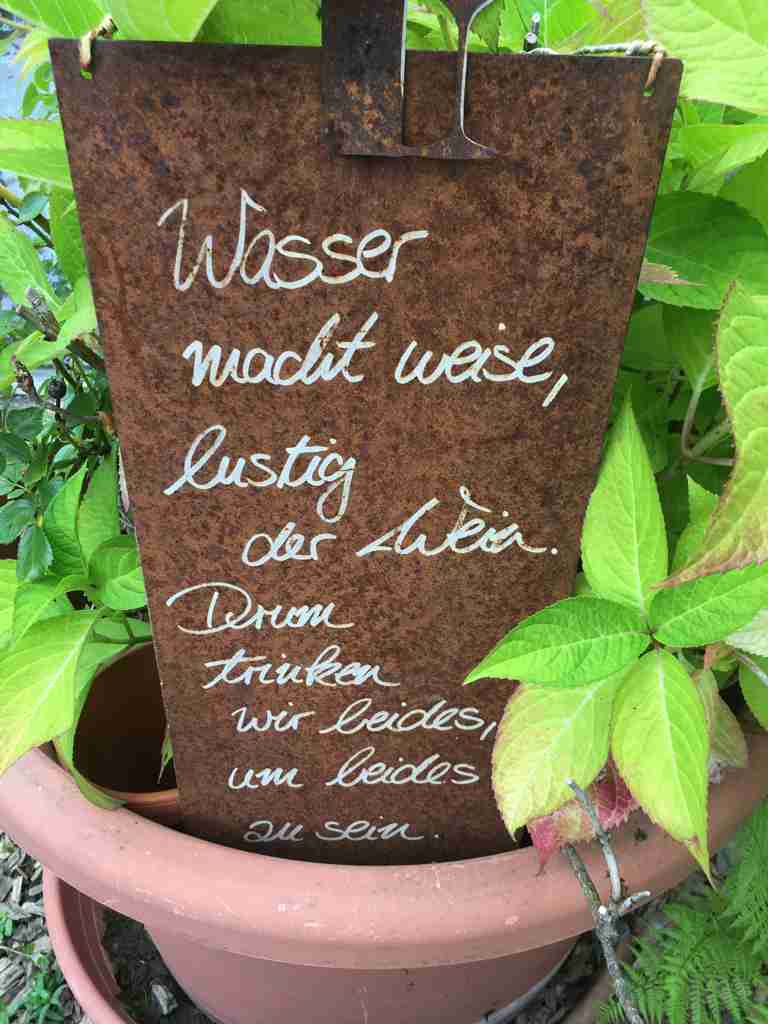 Wasser
macht weise,
lustig
der Wein.
Drum
trinken
wir beides,
um beides
zu sein.